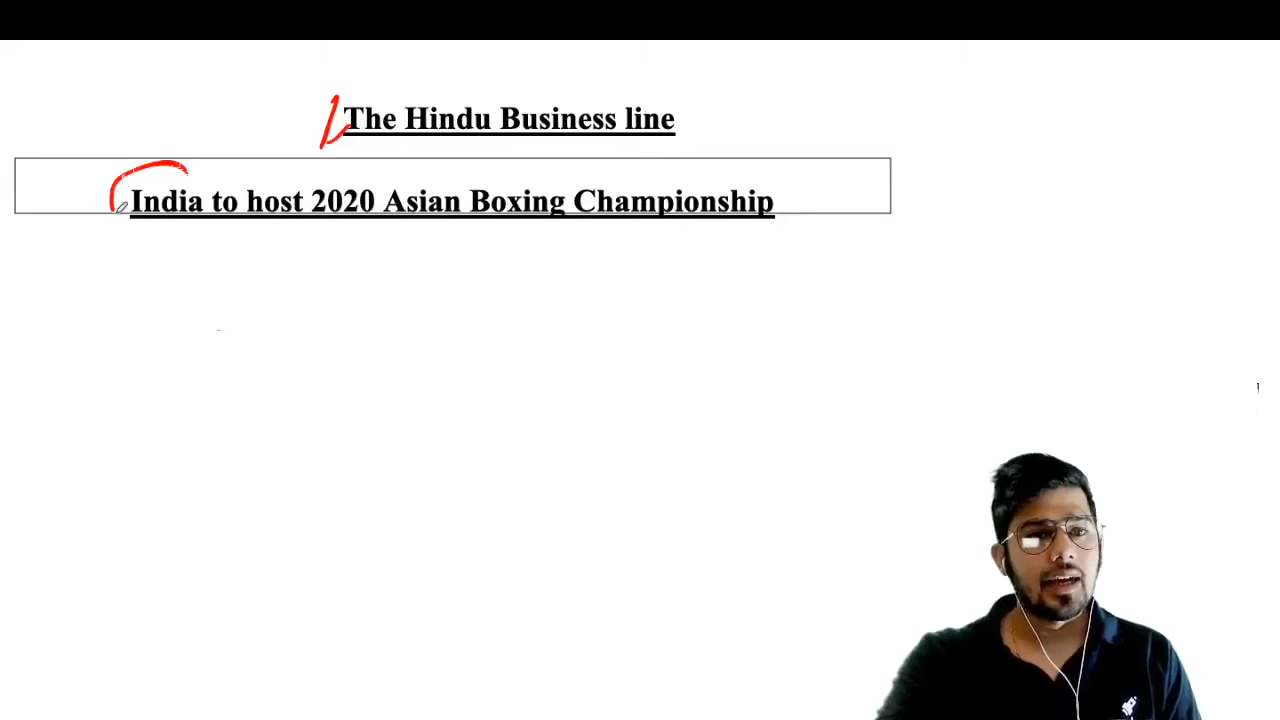 The Hindu Business line
India to host 2020 Asian Boxing Championship